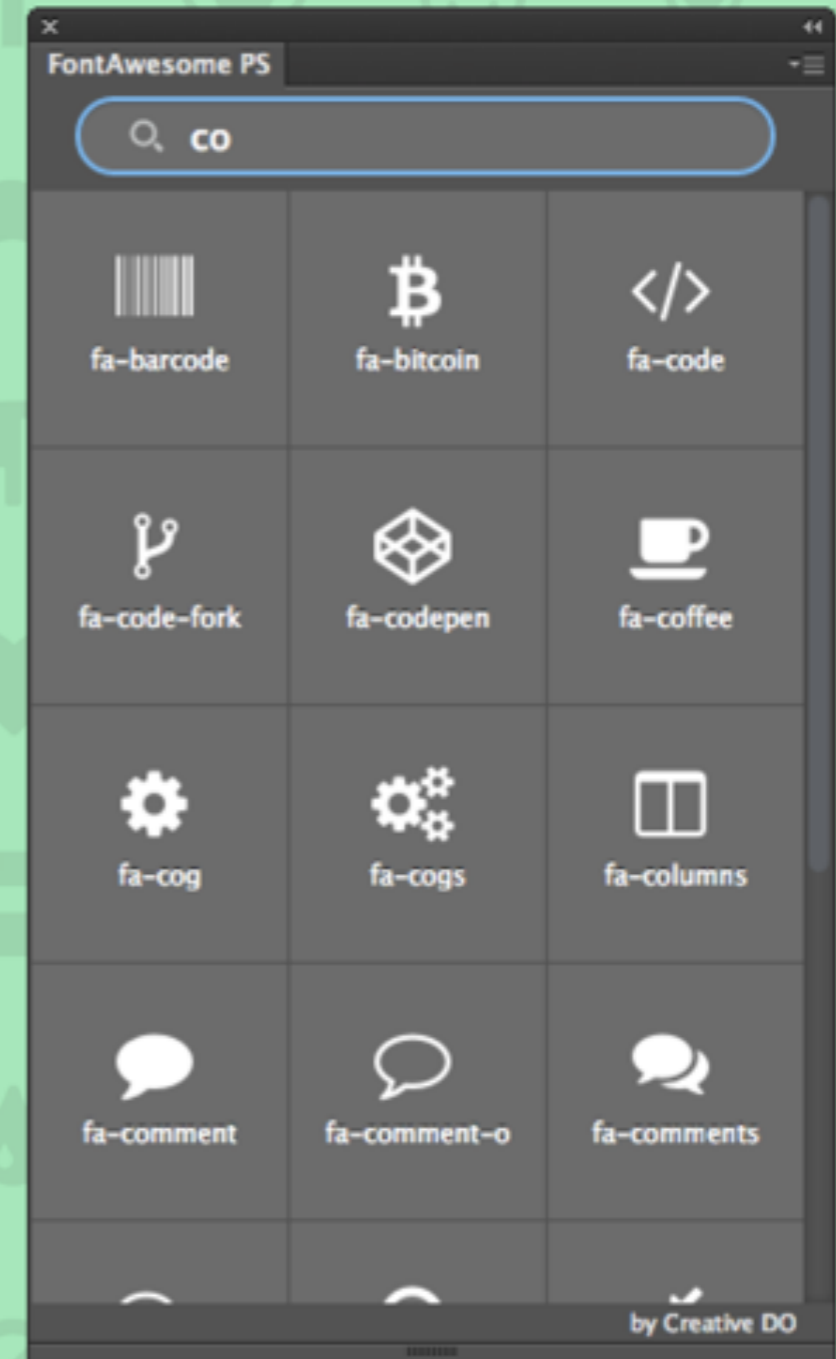 FontAwesome PS
co
fa-barcode
fa-bitcoin
fa-code
fa-code-fork
fa-codepen
fa-coffee
fa-cog
fa-cogs
fa-columns
fa-comment
fa-comment-o
fa-comments
by Creative DO